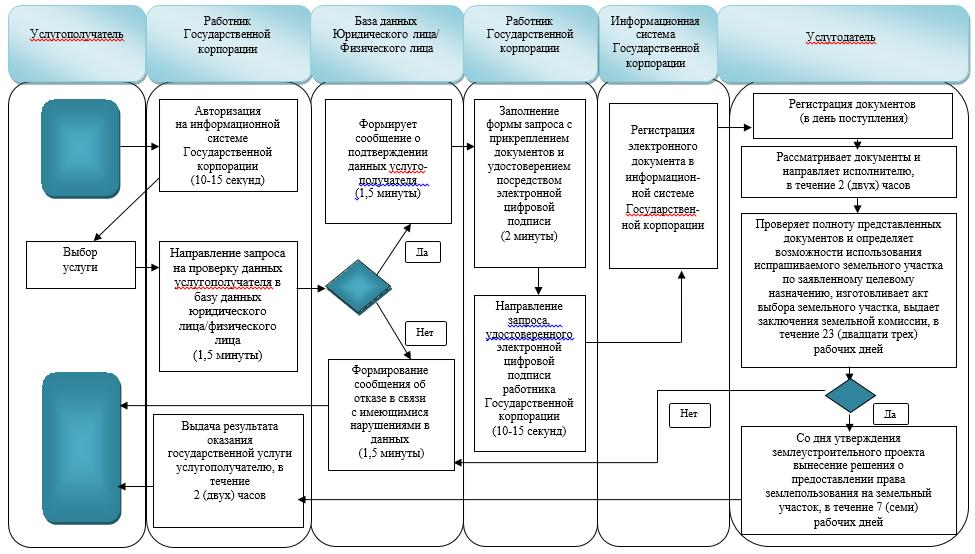 Услугополучатель
Работник
Государственной
корпорации
База данных
Юридического лица/
Физического лица
Работник
Государственной
корпорации
Информационная
система
Государственной
корпорации
Услугодатель
Авторизация
на информационной
системе
Государственной
корпорации
(10-15 секунд)
Выбор
услуги
Направление запроса
на проверку данных
услугополучателя в
базу данных
юридического
лица/физического
лица
(1,5 минуты)
Формирует
сообщение о
подтверждении
данных услуго-
получателя
(1,5 минуты)
Да
Нет
Формирование
сообщения об
отказе в связи
с имеющимися
нарушениями в
данных
(1,5 минуты)
Заполнение
формы запроса с
прикреплением
документов и
удостоверением
посредством
электронной
цифровой
подписи
(2 минуты)
Направление
запроса,
удостоверенного
электронной
цифровой
подписи
работника
Государственной
корпорации
(10-15 секунд)
Регистрация
электронного
документа в
информацион-
ной системе
Государствен-
ной корпорации
Регистрация документов
(в день поступления)
Рассматривает документы и
направляет исполнителю,
в течение 2 (двух) часов
Проверяет полноту представленных
документов и определяет
возможности использования
испрашиваемого земельного участка
по заявленному целевому
назначению, изготовливает акт
выбора земельного участка, выдает
заключения земельной комиссии, в
течение 23 (двадцати трех)
рабочих дней
Нет
Да
Со дня утверждения
землеустроительного проекта
вынесение решения о
предоставлении права
землепользования на земельный
участок, в течение 7 (семи)
рабочих дней
Выдача результата
оказания
государственной услуги
услугополучателю, в
течение
2 (двух) часов